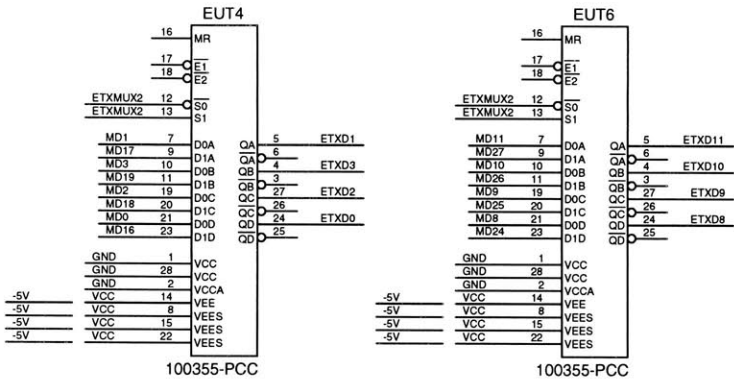 EUT4
16 MR
17 E1
18 E2
ETXMUX2 12 S0
ETXMUX2 13 S1
MD1 7 D0A QA 5 ETXD1
MD17 9 D1A QA 6
MD3 10 D0B QB 4 ETXD3
MD19 11 D1B QB 3
MD2 19 D0C QC 27 ETXD2
MD18 20 D1C QC 26
MD0 21 D0D QD 24 ETXD0
MD16 23 D1D QD 25
GND 1 VCC
GND 28 VCC
GND 2 VCCA
-5V VCC 14 VEE
-5V VCC 8 VEES
-5V VCC 15 VEES
-5V VCC 22 VEES
100355-PCC
EUT6
16 MR
17 E1
18 E2
ETXMUX2 12 S0
ETXMUX2 13 S1
MD11 7 D0A QA 5 ETXD11
MD27 9 D1A QA 6
MD10 10 D0B QB 4 ETXD10
MD26 11 D1B QB 3
MD9 19 D0C QC 27 ETXD9
MD25 20 D1C QC 26
MD8 21 D0D QD 24 ETXD8
MD24 23 D1D QD 25
GND 1 VCC
GND 28 VCC
GND 2 VCCA
-5V VCC 14 VEE
-5V VCC 8 VEES
-5V VCC 15 VEES
-5V VCC 22 VEES
100355-PCC